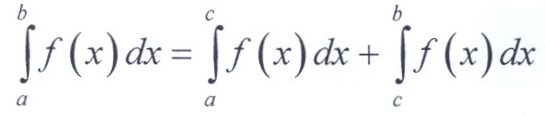 ∫_a^b f(x)dx = ∫_a^c f(x)dx + ∫_c^b f(x)dx